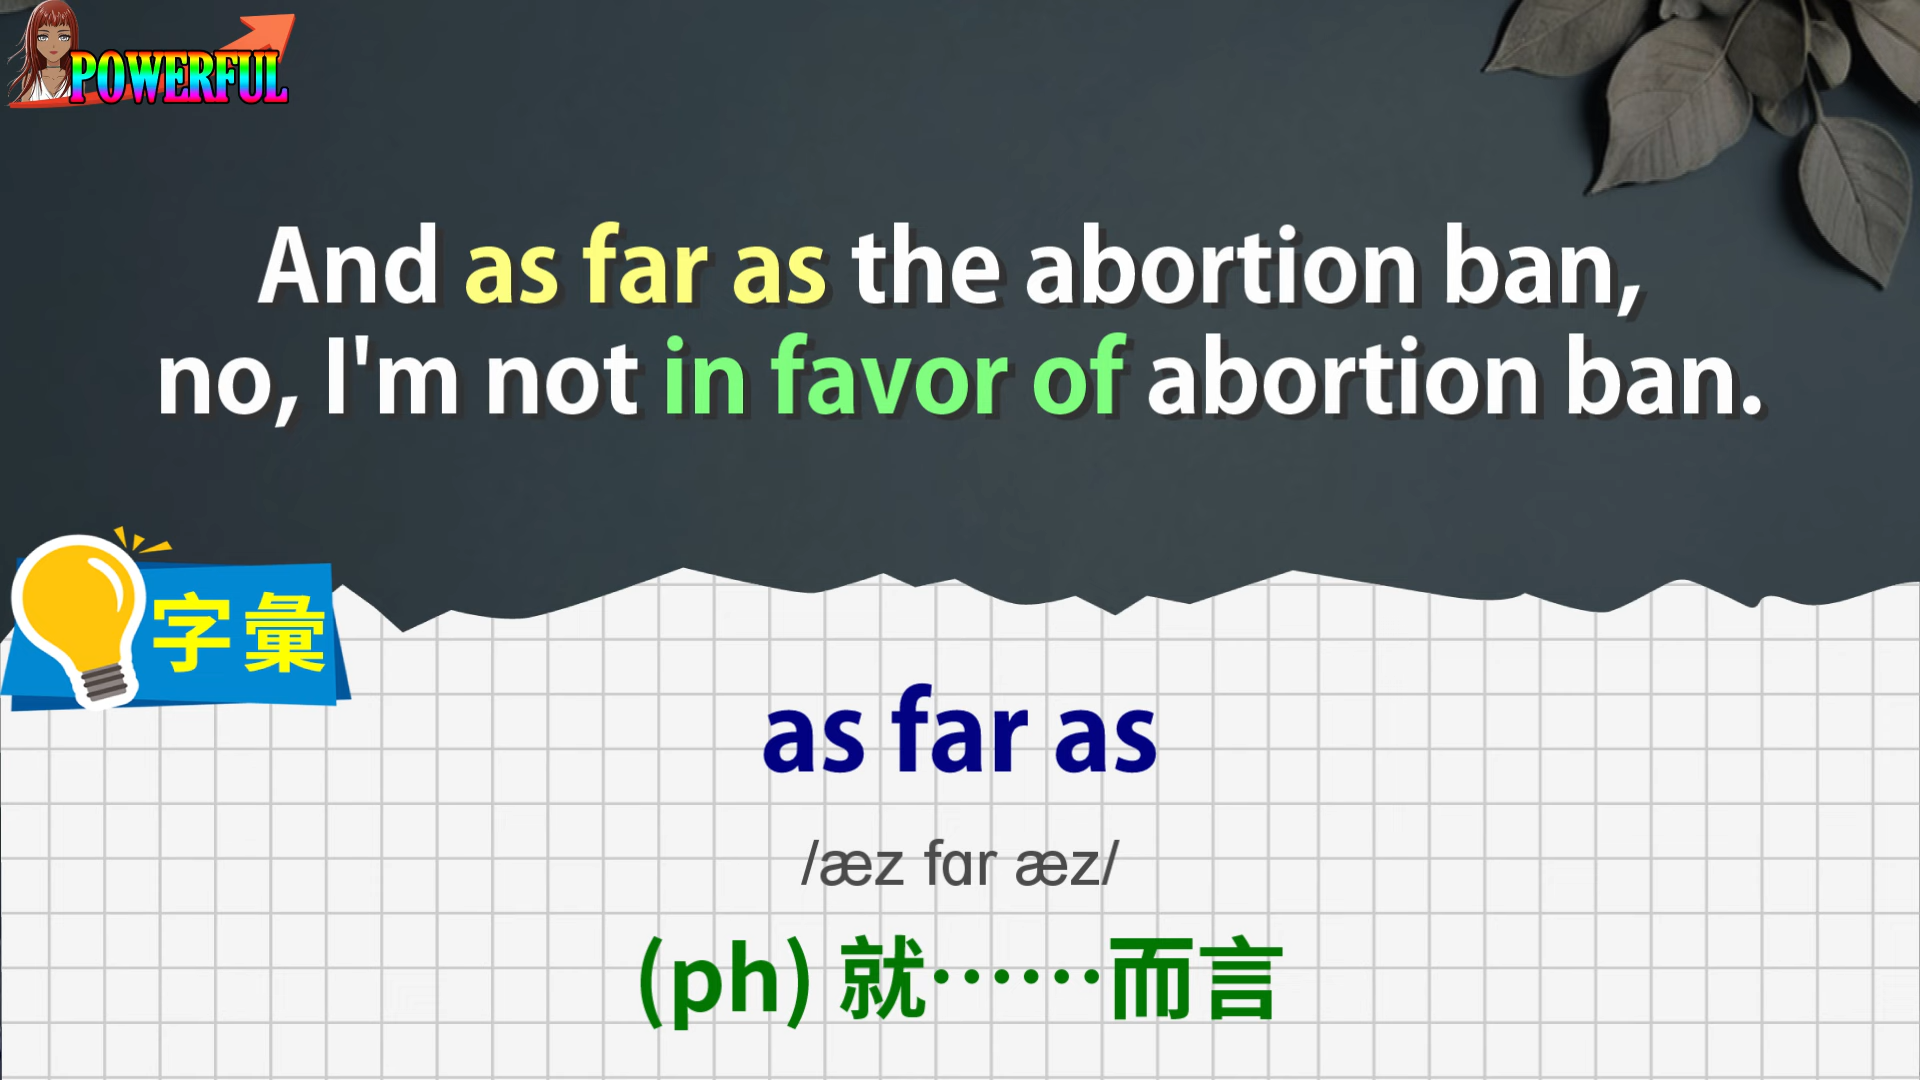 POWERFUL
And as far as the abortion ban,
no, I'm not in favor of abortion ban.
字彙
as far as
/æz fɑr æz/
(ph) 就……而言